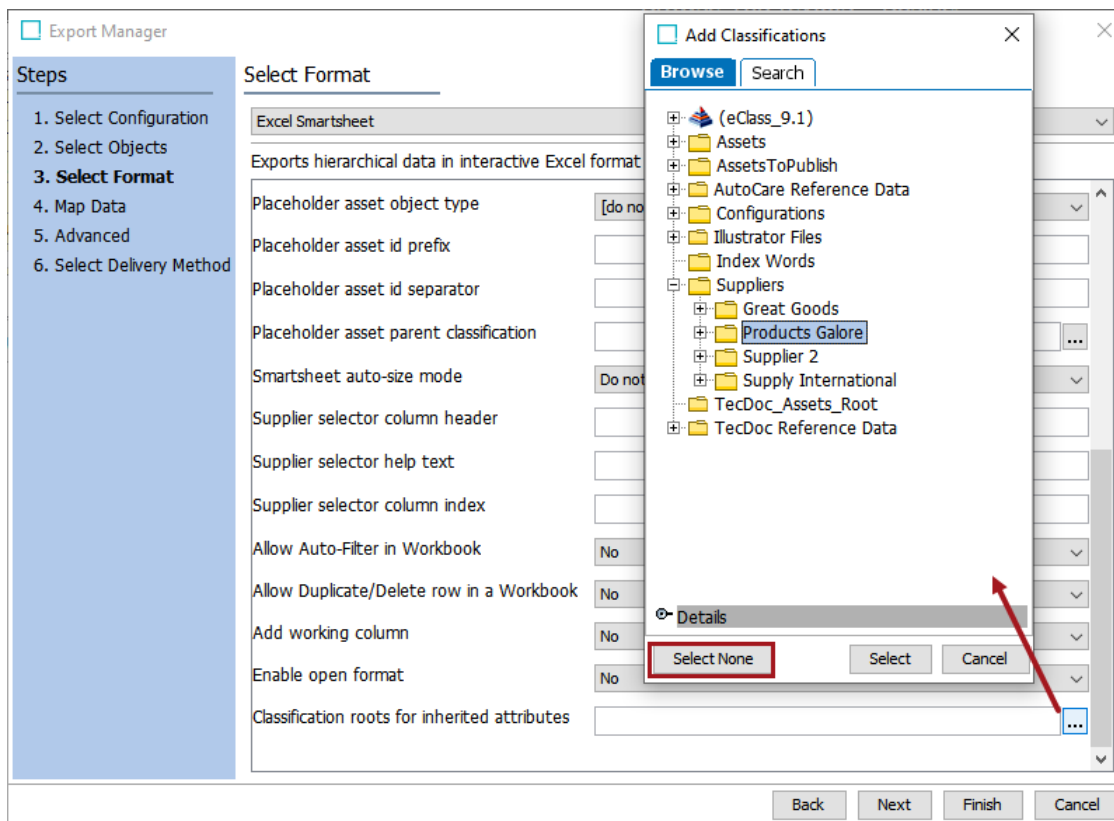 Export Manager
Steps
1. Select Configuration
2. Select Objects
3. Select Format
4. Map Data
5. Advanced
6. Select Delivery Method
Select Format
Excel Smartsheet
Exports hierarchical data in interactive Excel format
Placeholder asset object type
[do no
Placeholder asset id prefix
Placeholder asset id separator
Placeholder asset parent classification
...
Smartsheet auto-size mode
Do not
Supplier selector column header
Supplier selector help text
Supplier selector column index
Allow Auto-Filter in Workbook
No
Allow Duplicate/Delete row in a Workbook
No
Add working column
No
Enable open format
No
Classification roots for inherited attributes
...
Back Next Finish Cancel
Add Classifications
Browse Search
(eClass_9.1)
Assets
AssetsToPublish
AutoCare Reference Data
Configurations
Illustrator Files
Index Words
Suppliers
Great Goods
Products Galore
Supplier 2
Supply International
TecDoc_Assets_Root
TecDoc Reference Data
Details
Select None Select Cancel